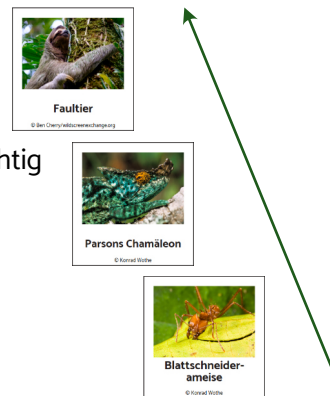 Faultier
© Ben Cherry/wildscreenexchange.org
htig
Parsons Chamäleon
© Konrad Wothe
Blattschneider-
ameise
© Konrad Wothe